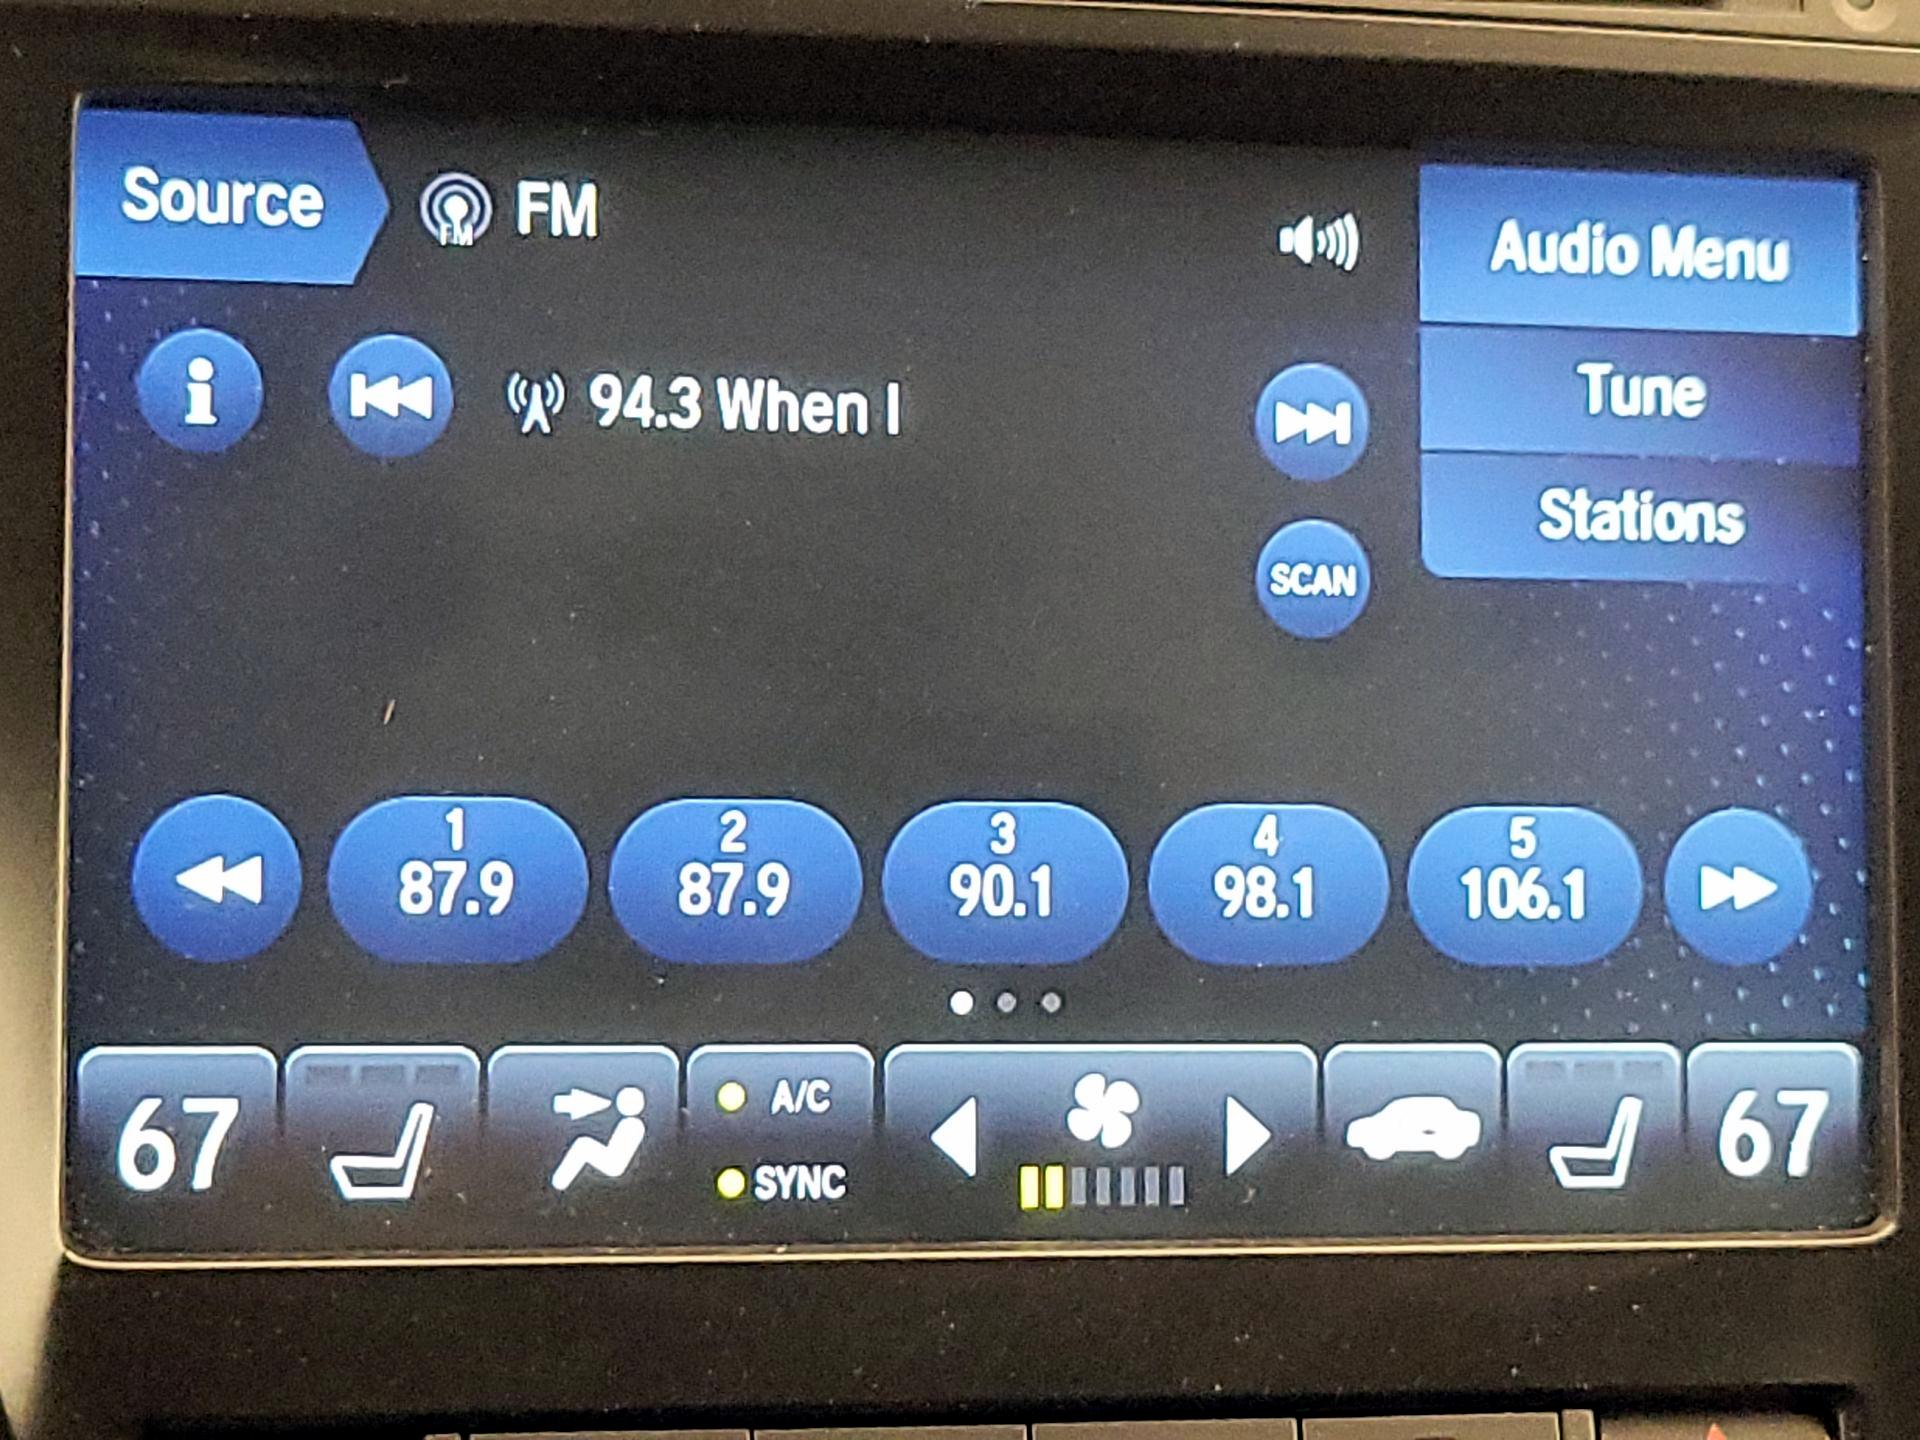 Source
FM
FM
Audio Menu
94.3 When I
Tune
Stations
SCAN
1
87.9
2
87.9
3
90.1
4
98.1
5
106.1
67
A/C
SYNC
67